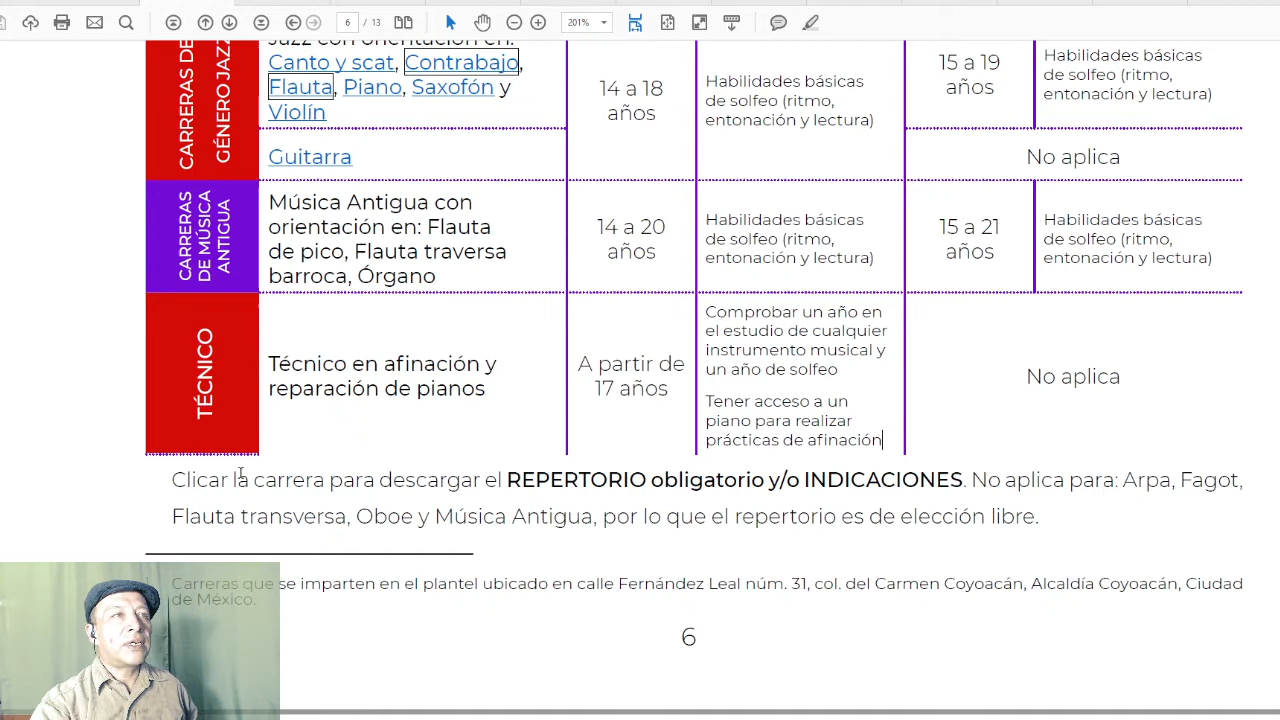 6 / 13
201%
Jazz con orientación en:
Canto y scat, Contrabajo,
Flauta, Piano, Saxofón y
Violín
Guitarra
CARRERAS DE
GÉNERO JAZZ
14 a 18
años
Habilidades básicas
de solfeo (ritmo,
entonación y lectura)
15 a 19
años
Habilidades básicas
de solfeo (ritmo,
entonación y lectura)
No aplica
CARRERAS
DE MÚSICA
ANTIGUA
Música Antigua con
orientación en: Flauta
de pico, Flauta traversa
barroca, Órgano
14 a 20
años
Habilidades básicas
de solfeo (ritmo,
entonación y lectura)
15 a 21
años
Habilidades básicas
de solfeo (ritmo,
entonación y lectura)
TÉCNICO
Técnico en afinación y
reparación de pianos
A partir de
17 años
Comprobar un año en
el estudio de cualquier
instrumento musical y
un año de solfeo
Tener acceso a un
piano para realizar
prácticas de afinación
No aplica
Clicar la carrera para descargar el REPERTORIO obligatorio y/o INDICACIONES. No aplica para: Arpa, Fagot,
Flauta transversa, Oboe y Música Antigua, por lo que el repertorio es de elección libre.
Carreras que se imparten en el plantel ubicado en calle Fernández Leal núm. 31, col. del Carmen Coyoacán, Alcaldía Coyoacán, Ciudad
de México.
6